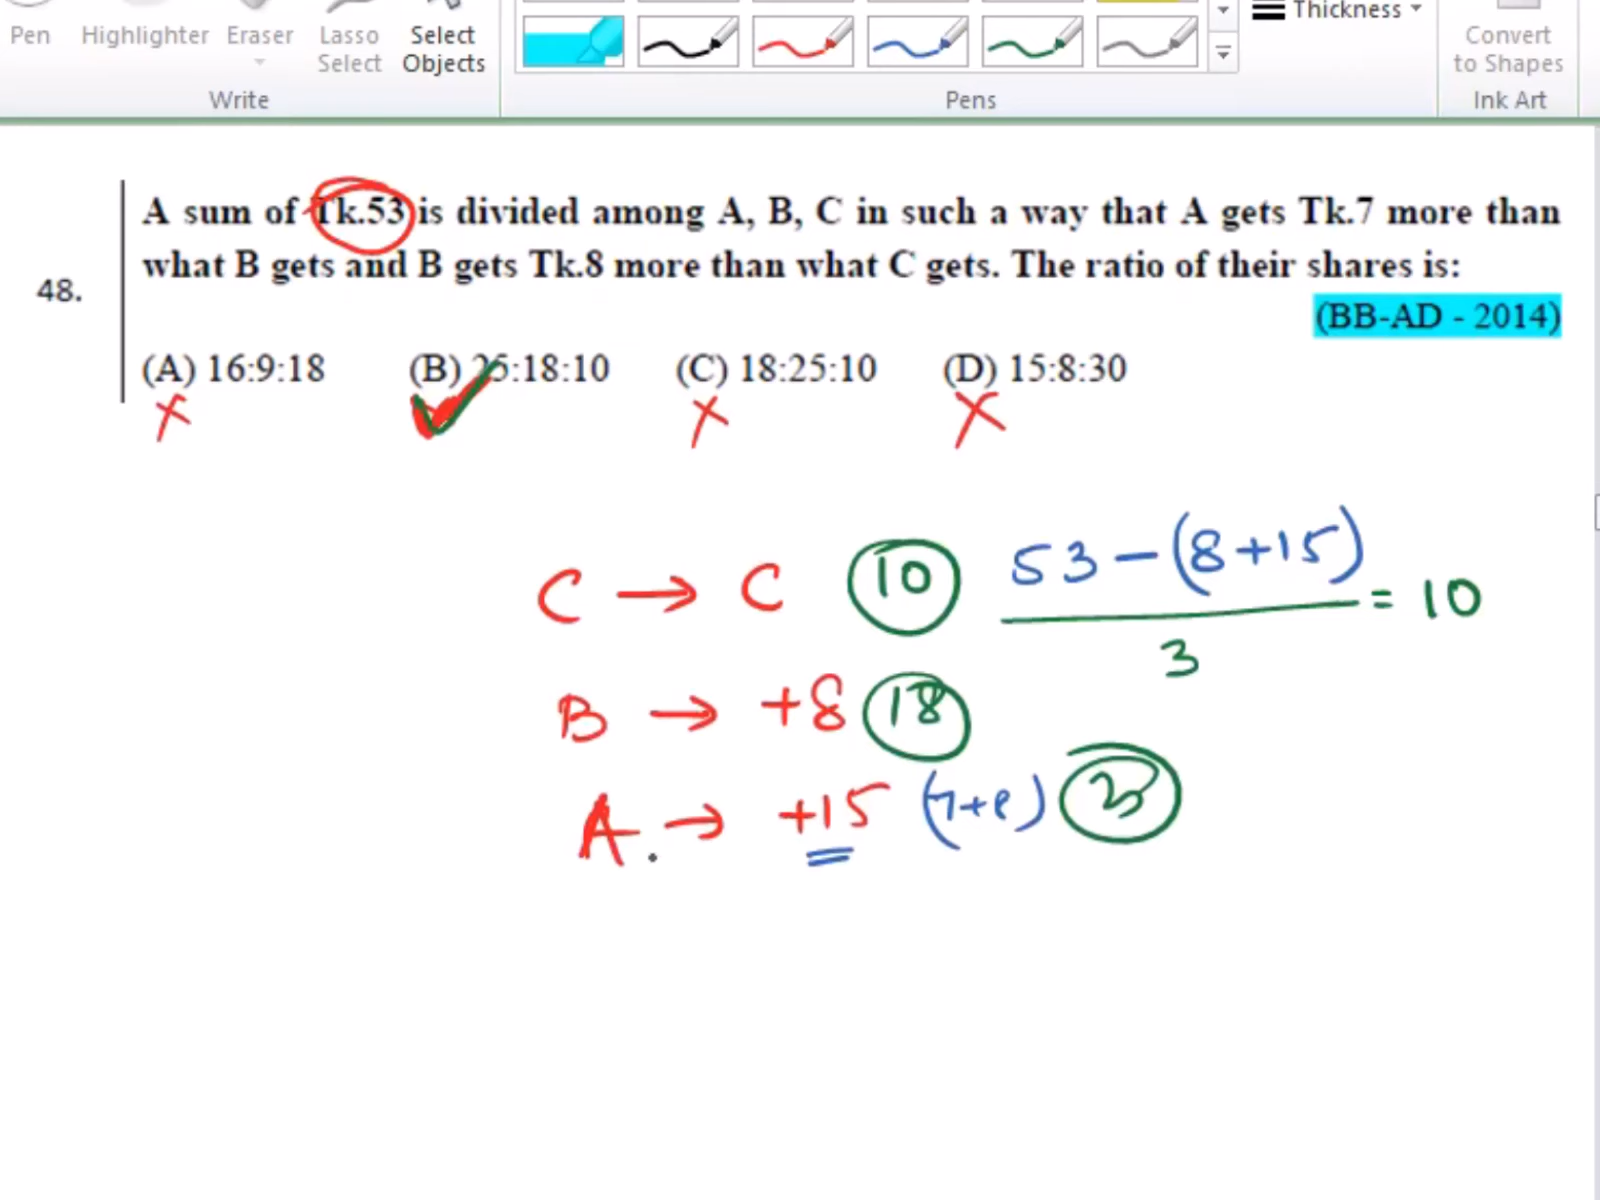 Pen Highlighter Eraser Lasso Select Select Objects Thickness Convert to Shapes
Write Pens Ink Art
48. A sum of Tk.53 is divided among A, B, C in such a way that A gets Tk.7 more than
what B gets and B gets Tk.8 more than what C gets. The ratio of their shares is:
(BB-AD - 2014)
(A) 16:9:18 (B) 25:18:10 (C) 18:25:10 (D) 15:8:30
C → C 10 53 - (8+15)
3 = 10
B → +8 18
A → +15 (7+8) 25